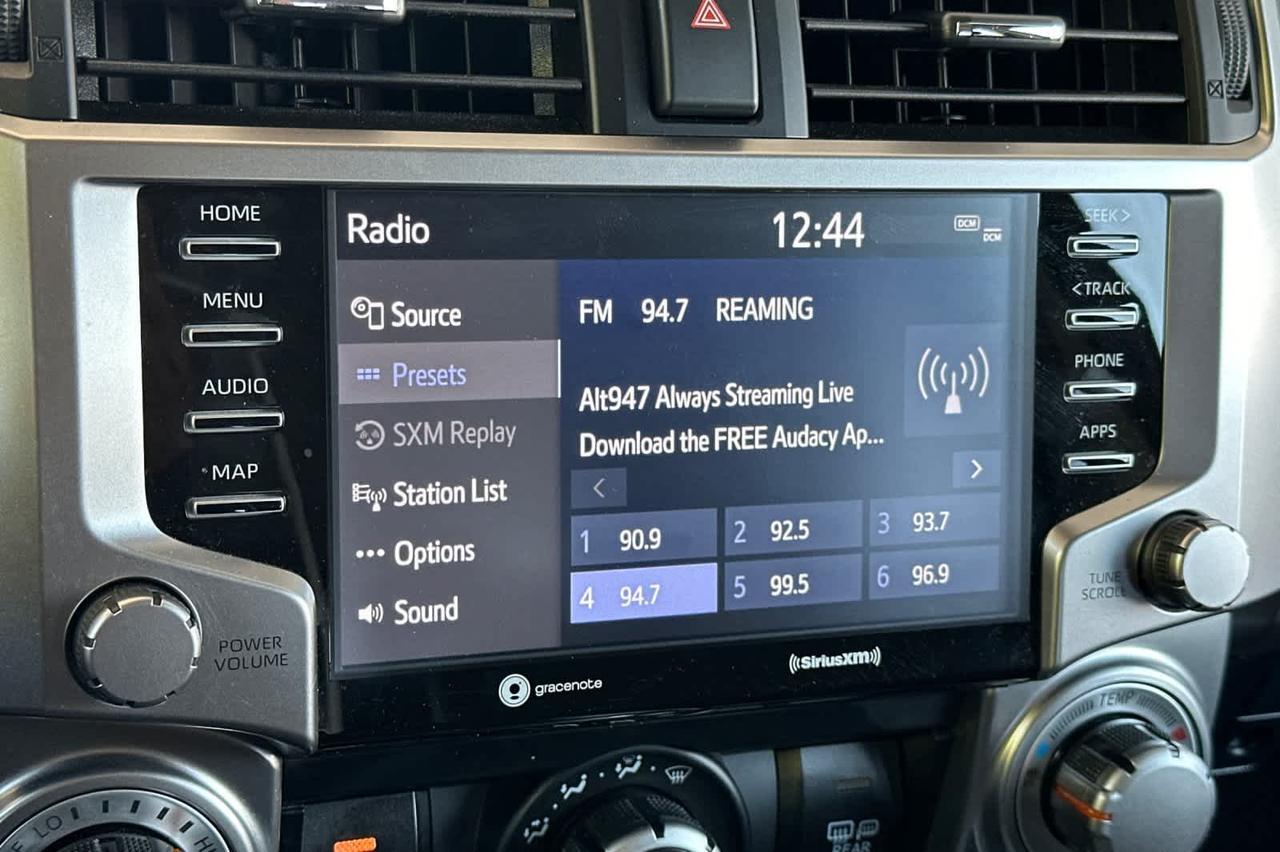 HOME
MENU
AUDIO
MAP
POWER
VOLUME
Radio
12:44
DCM
DCM
Source
Presets
SXM Replay
Station List
Options
Sound
FM 94.7 REAMING
Alt947 Always Streaming Live
Download the FREE Audacy Ap...
1 90.9
2 92.5
3 93.7
4 94.7
5 99.5
6 96.9
SEEK >
< TRACK
PHONE
APPS
TUNE
SCROLL
gracenote
SiriusXM
TEMP
LO
REAR